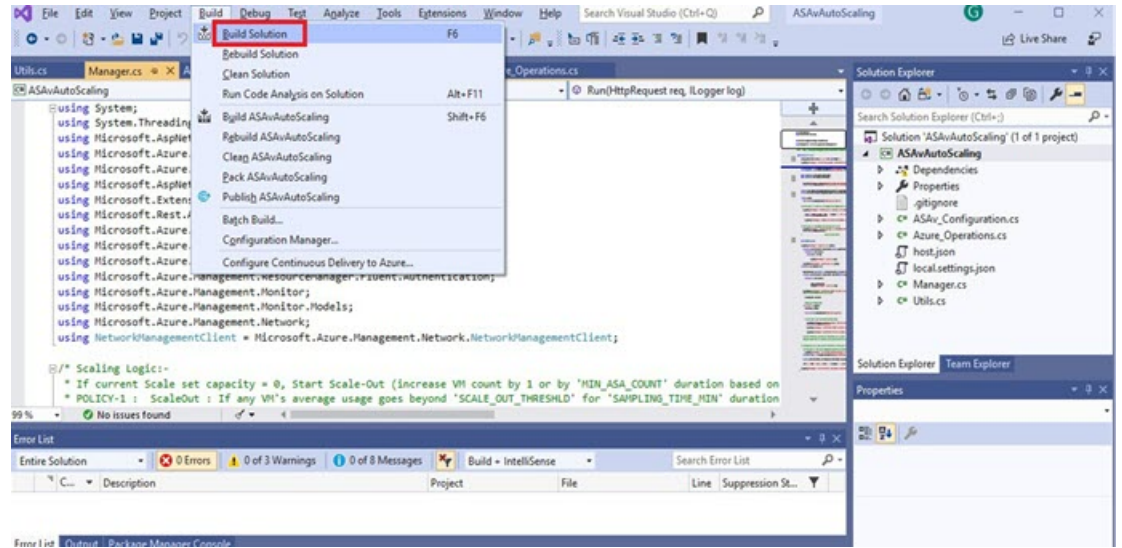 File Edit View Project Build Debug Test Analyze Tools Extensions Window Help Search Visual Studio (Ctrl+Q) ASAvAutoScaling G
Live Share
Build Solution F6
Rebuild Solution
Clean Solution
Run Code Analysis on Solution Alt+F11
Build ASAvAutoScaling Shift+F6
Rebuild ASAvAutoScaling
Clean ASAvAutoScaling
Pack ASAvAutoScaling
Publish ASAvAutoScaling
Batch Build...
Configuration Manager...
Configure Continuous Delivery to Azure...
Utils.cs Manager.cs A e_Operations.cs
ASAvAutoScaling Run(HttpRequest req, ILogger log)
using System;
using System.Threading
using Microsoft.AspNet
using Microsoft.Azure.
using Microsoft.Azure.
using Microsoft.AspNet
using Microsoft.Extens
using Microsoft.Rest.A
using Microsoft.Azure.
using Microsoft.Azure.
using Microsoft.Azure.
using Microsoft.Azure.Management.ResourceManager.Fluent.Authentication;
using Microsoft.Azure.Management.Monitor;
using Microsoft.Azure.Management.Monitor.Models;
using Microsoft.Azure.Management.Network;
using NetworkManagementClient = Microsoft.Azure.Management.Network.NetworkManagementClient;
/* Scaling Logic:-
* If current Scale set capacity = 0, Start Scale-Out (increase VM count by 1 or by 'MIN_ASA_COUNT' duration based on
* POLICY-1 : ScaleOut : If any VM's average usage goes beyond 'SCALE_OUT_THRESHLD' for 'SAMPLING_TIME_MIN' duration
99 % No issues found
Solution Explorer
Search Solution Explorer (Ctrl+;)
Solution 'ASAvAutoScaling' (1 of 1 project)
ASAvAutoScaling
Dependencies
Properties
.gitignore
ASAv_Configuration.cs
Azure_Operations.cs
host.json
local.settings.json
Manager.cs
Utils.cs
Solution Explorer Team Explorer
Properties
Error List
Entire Solution 0 Errors 0 of 3 Warnings 0 of 8 Messages Build + IntelliSense Search Error List
C... Description Project File Line Suppression St...
Error List Output Package Manager Console